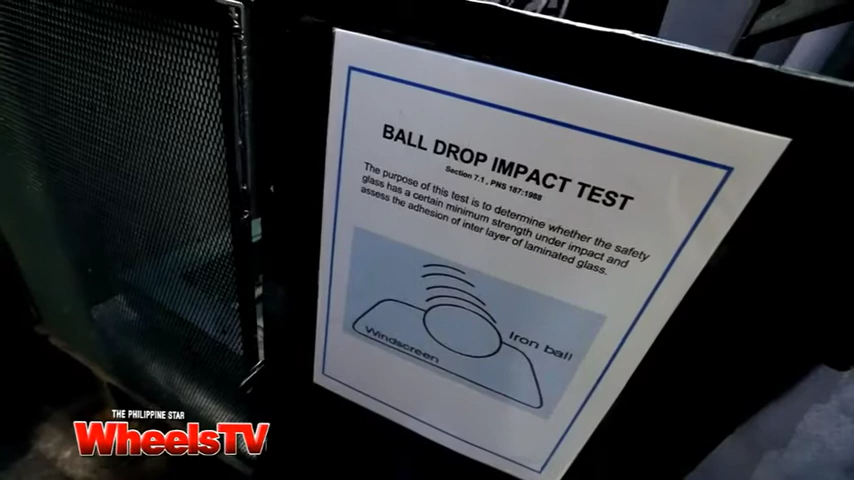 BALL DROP IMPACT TEST
Section 7.1, PNS 187:1988
The purpose of this test is to determine whether the safety
glass has a certain minimum strength under impact and
assess the adhesion of inter layer of laminated glass.
Iron ball
Windscreen
THE PHILIPPINE STAR
WheelsTV